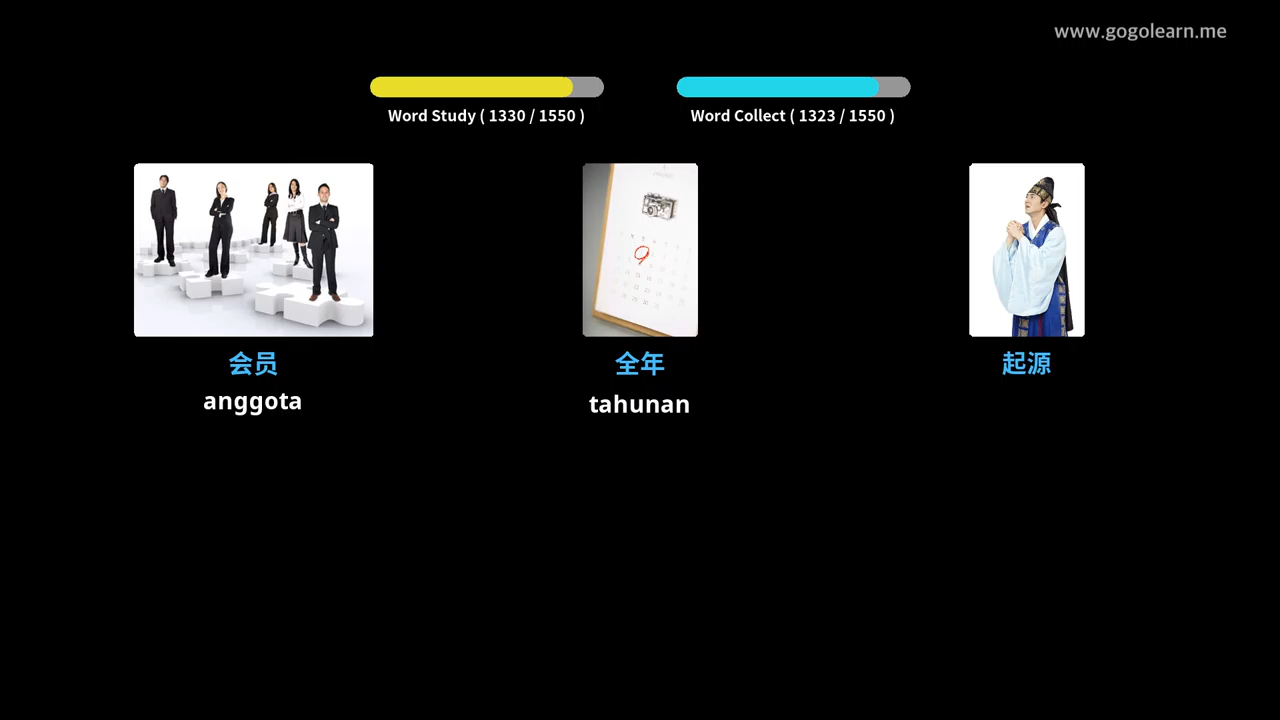 www.gogolearn.me
Word Study ( 1330 / 1550 )
Word Collect ( 1323 / 1550 )
会员
全年
起源
anggota
tahunan